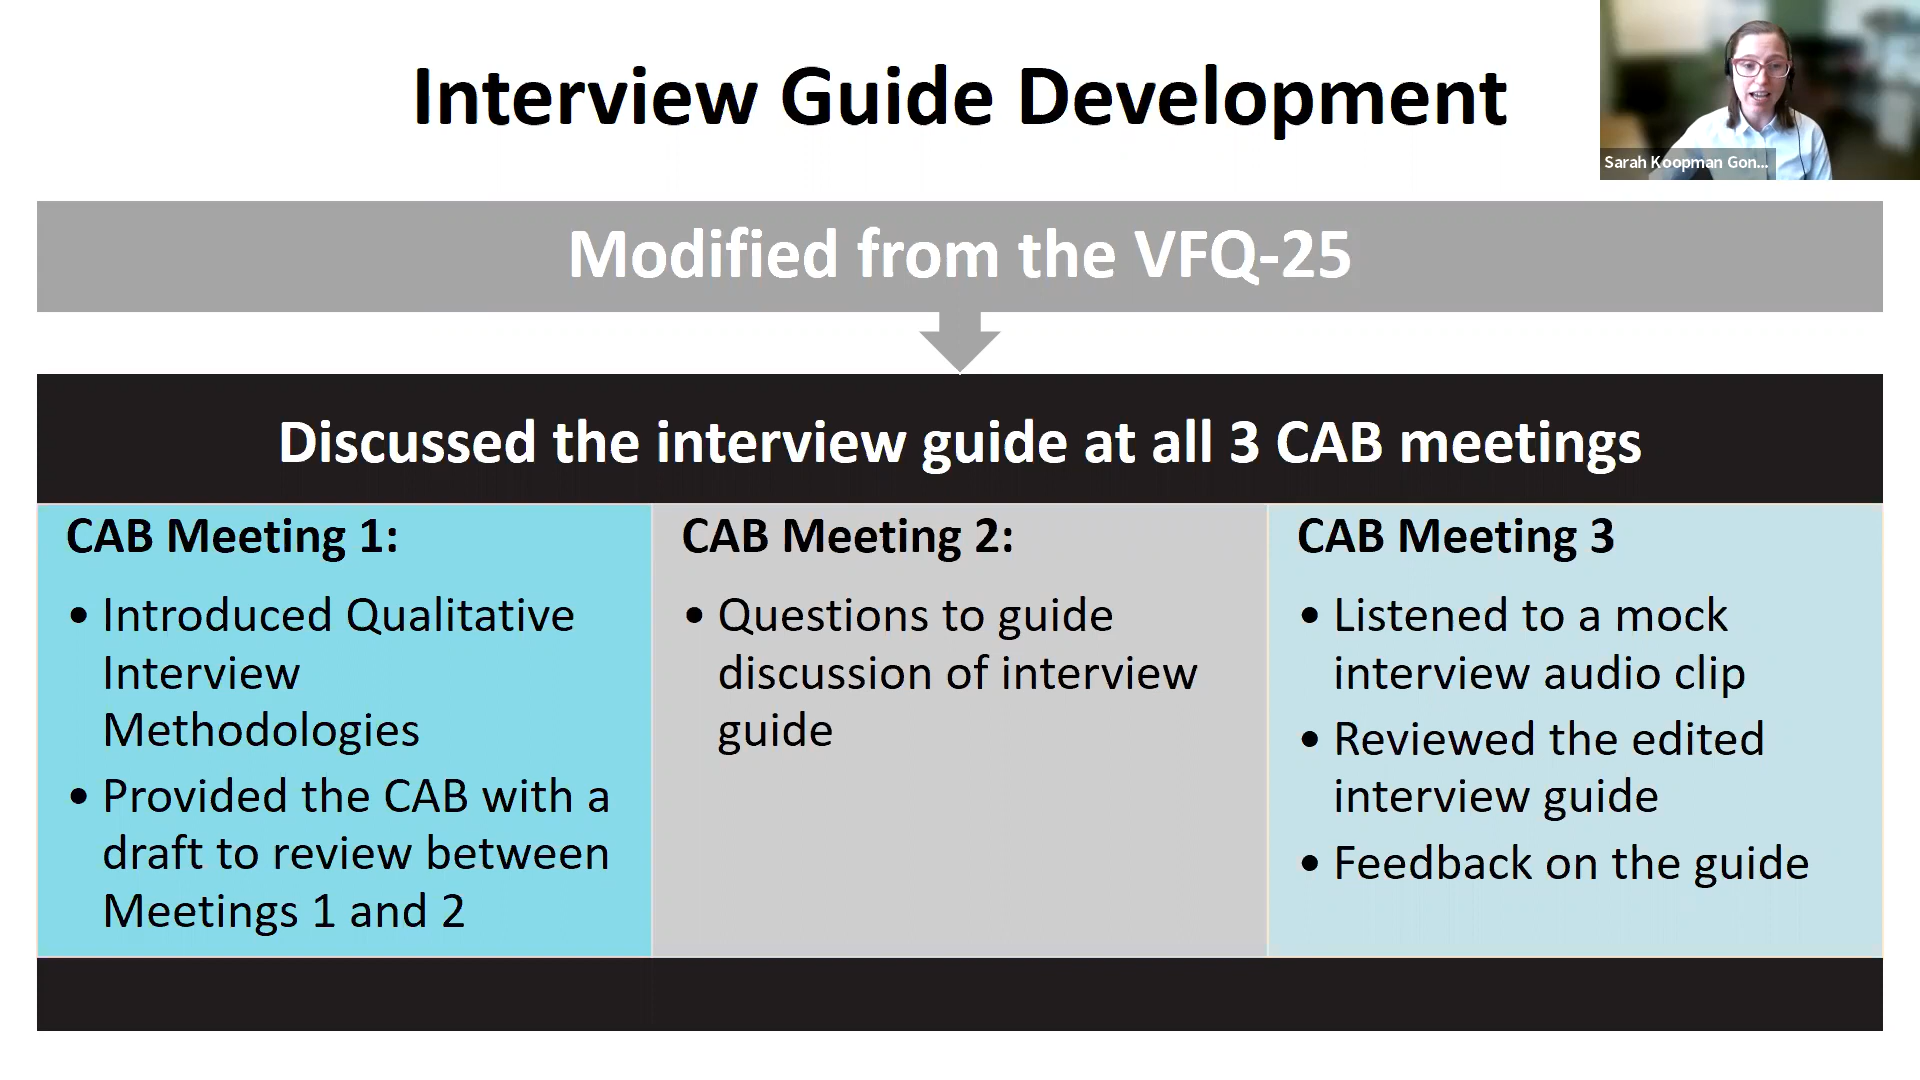 Interview Guide Development
Sarah Koopman Gon...
Modified from the VFQ-25
Discussed the interview guide at all 3 CAB meetings
CAB Meeting 1:
• Introduced Qualitative
Interview
Methodologies
• Provided the CAB with a
draft to review between
Meetings 1 and 2
CAB Meeting 2:
• Questions to guide
discussion of interview
guide
CAB Meeting 3
• Listened to a mock
interview audio clip
• Reviewed the edited
interview guide
• Feedback on the guide